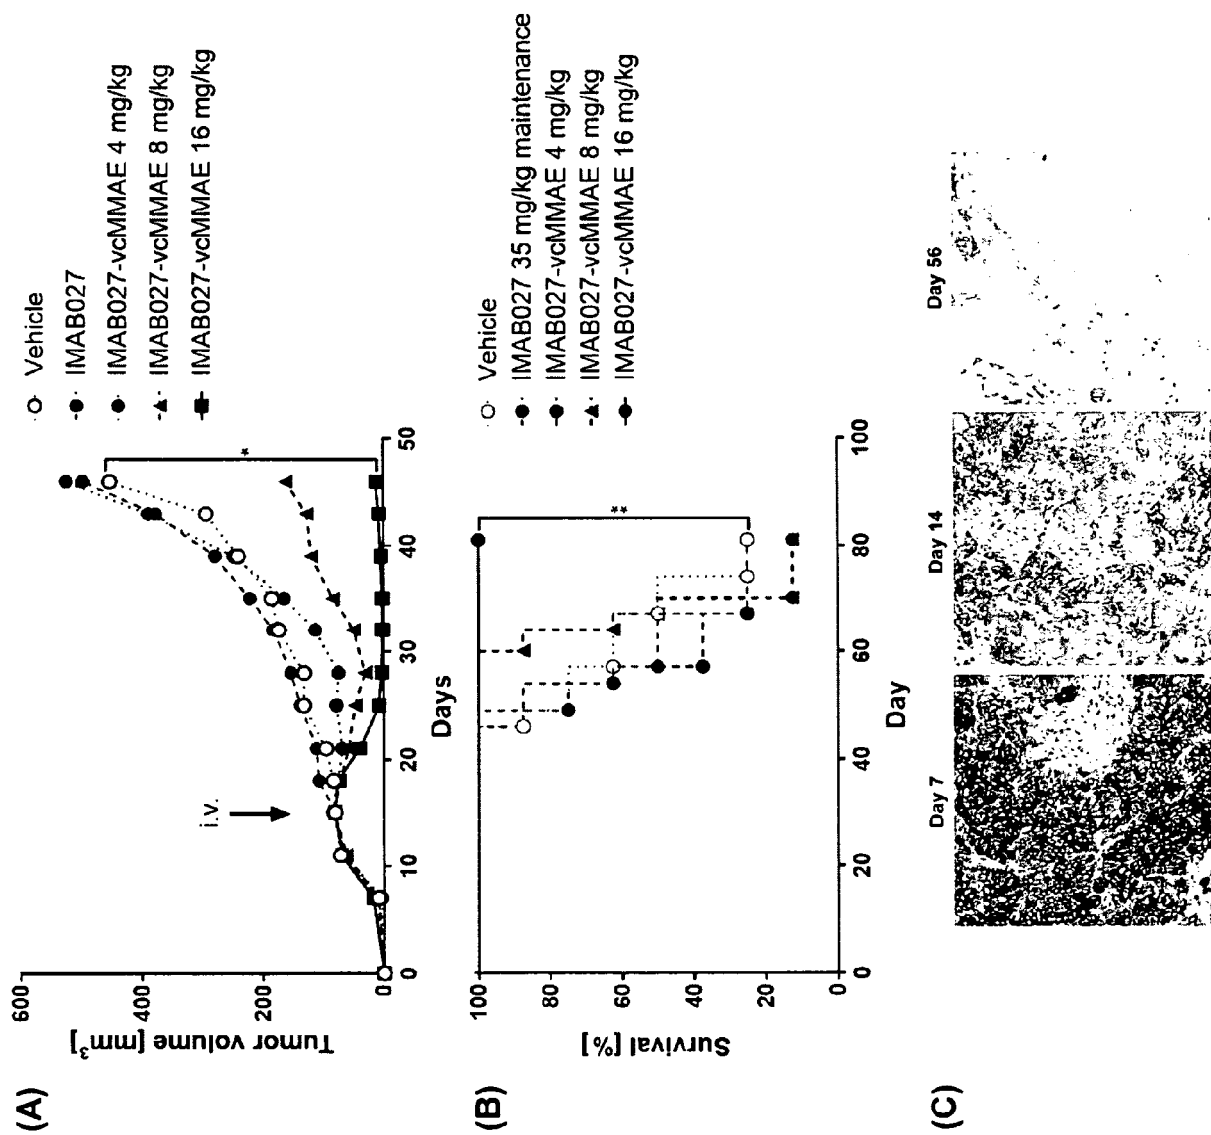 (A)
Tumor volume [mm³]
600
400
200
0
0
10
20
30
40
50
Days
i.v.
*
Vehicle
IMAB027
IMAB027-vcMMAE 4 mg/kg
IMAB027-vcMMAE 8 mg/kg
IMAB027-vcMMAE 16 mg/kg
(B)
Survival [%]
100
80
60
40
20
0
0
20
40
60
80
100
Day
**
Vehicle
IMAB027 35 mg/kg maintenance
IMAB027-vcMMAE 4 mg/kg
IMAB027-vcMMAE 8 mg/kg
IMAB027-vcMMAE 16 mg/kg
(C)
Day 7
Day 14
Day 56